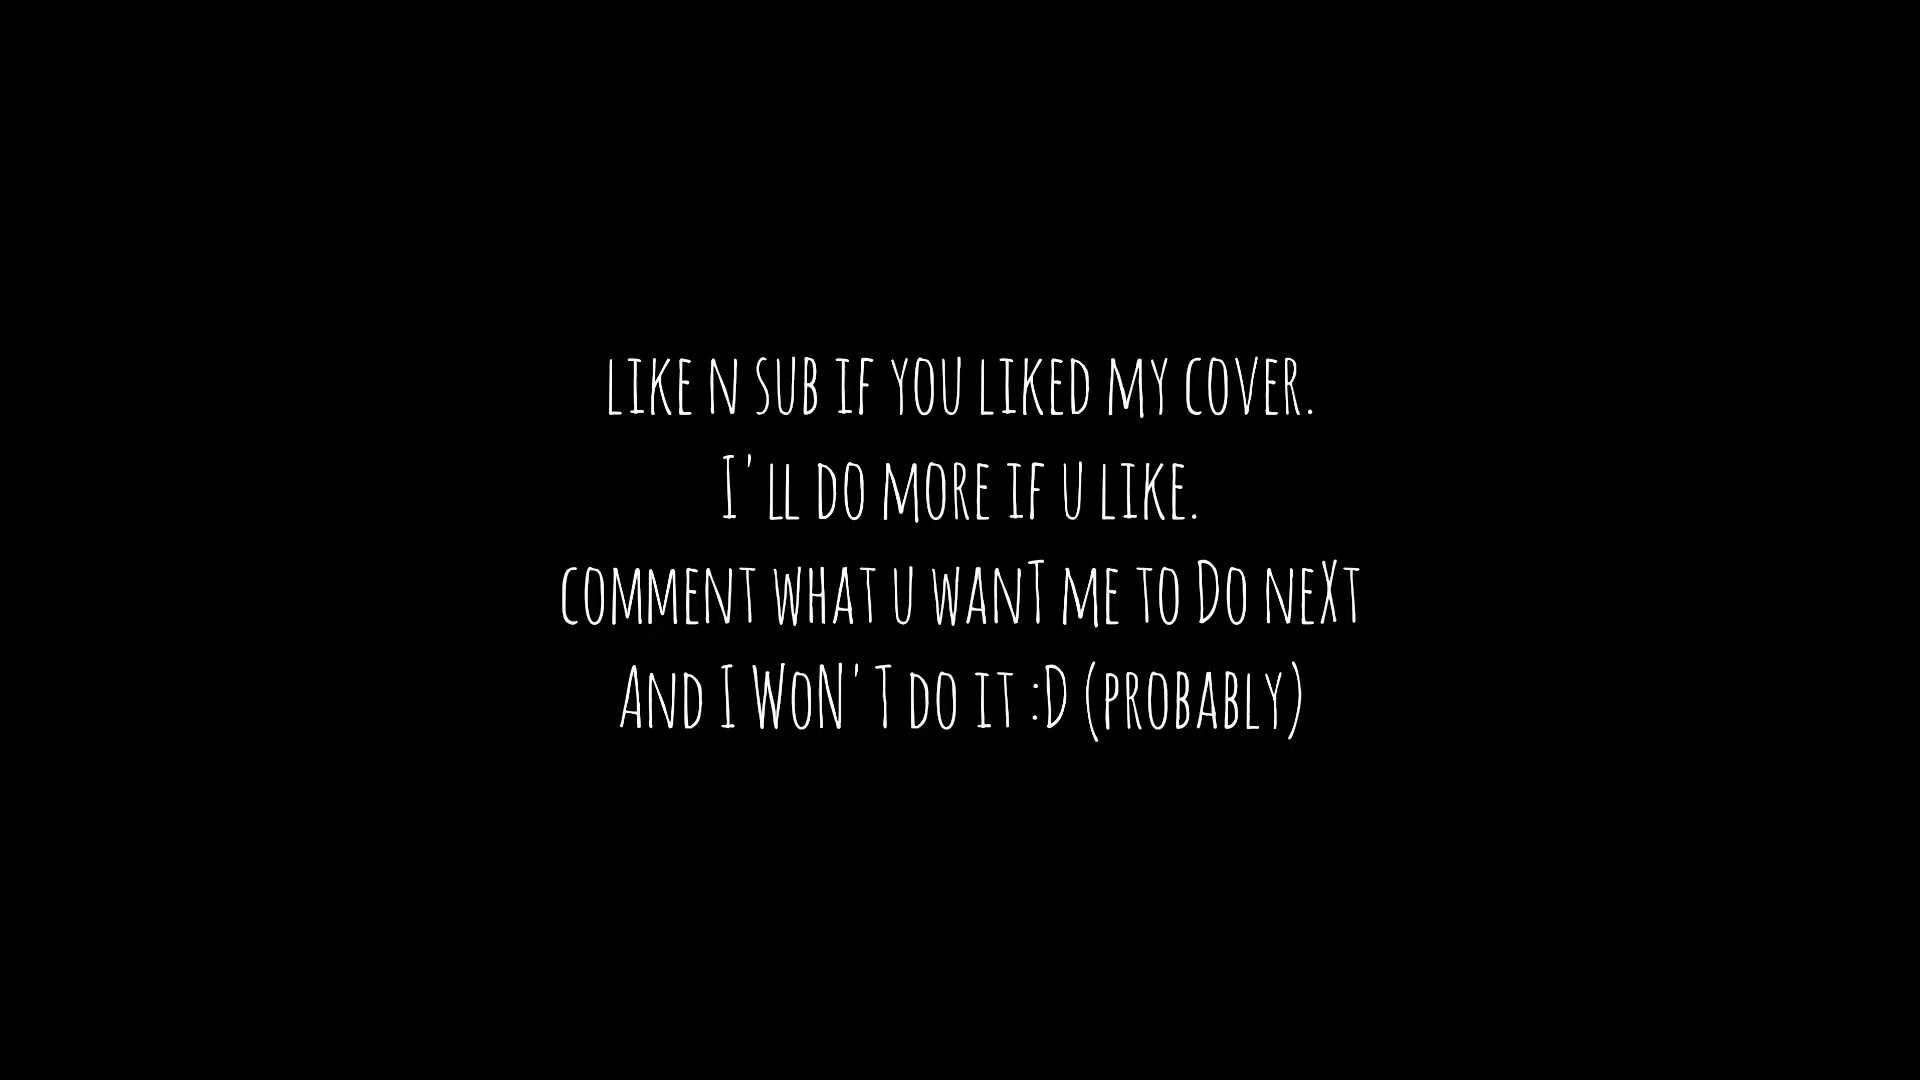 like n sub if you liked my cover.
I'll do more if u like.
comment what u wanT me to Do neXt
And I WoN'T do it :D (probably)